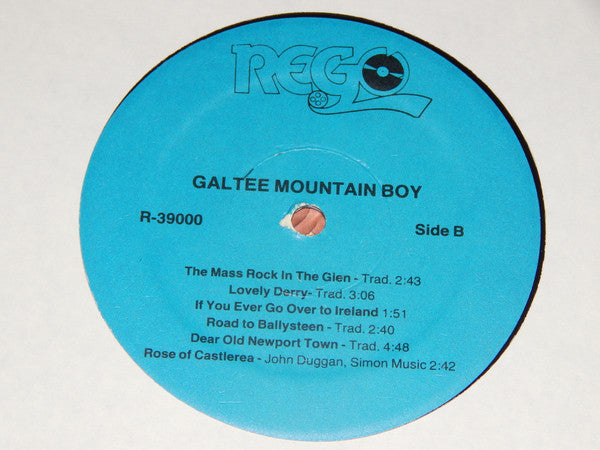 REGO
GALTEE MOUNTAIN BOY
R-39000
Side B
The Mass Rock In The Glen - Trad. 2:43
Lovely Derry- Trad. 3:06
If You Ever Go Over to Ireland 1:51
Road to Ballysteen - Trad. 2:40
Dear Old Newport Town - Trad. 4:48
Rose of Castlerea - John Duggan, Simon Music 2:42